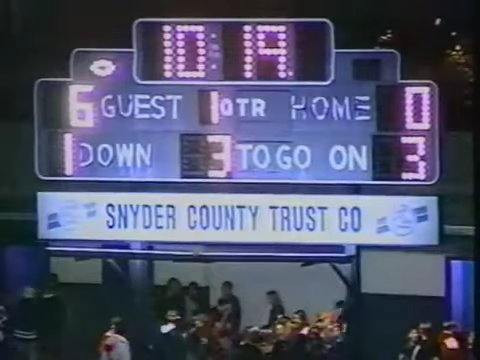 10:19
6 GUEST 1 QTR HOME 0
1 DOWN 3 TO GO ON 3
SNYDER COUNTY TRUST CO